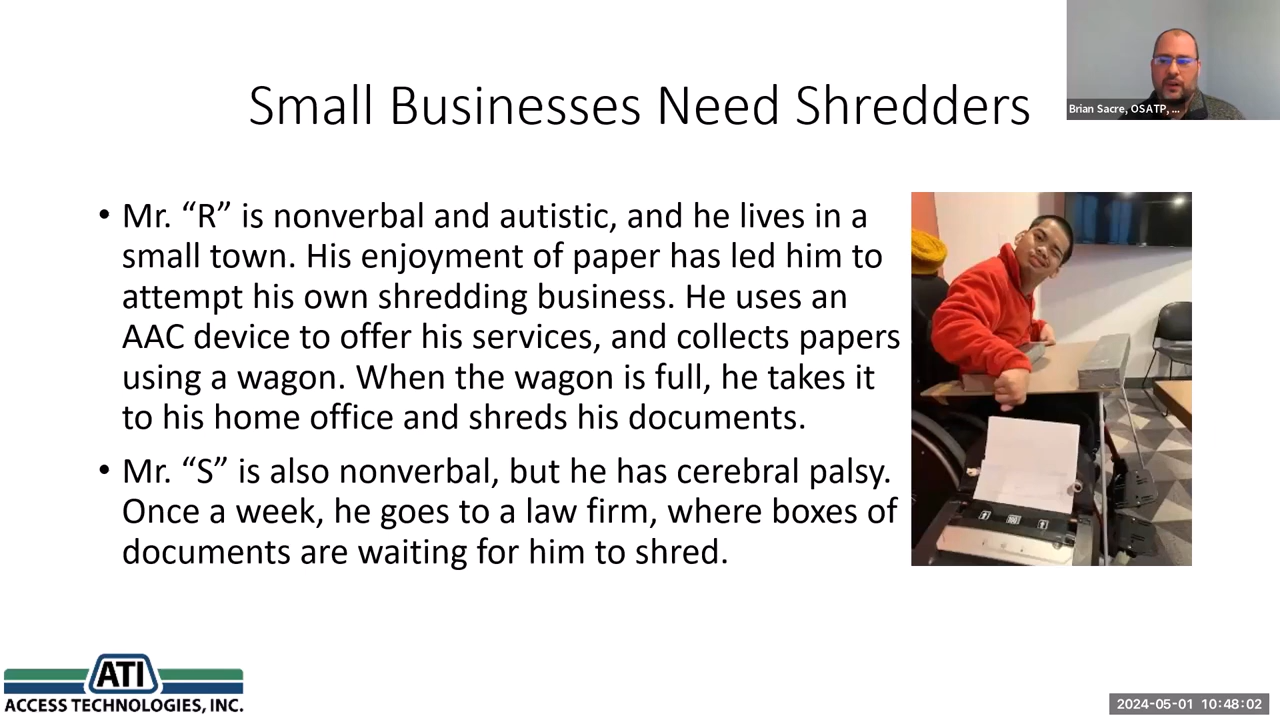 Small Businesses Need Shredders
Brian Sacre, OSATP, ...
• Mr. “R” is nonverbal and autistic, and he lives in a
small town. His enjoyment of paper has led him to
attempt his own shredding business. He uses an
AAC device to offer his services, and collects papers
using a wagon. When the wagon is full, he takes it
to his home office and shreds his documents.
• Mr. “S” is also nonverbal, but he has cerebral palsy.
Once a week, he goes to a law firm, where boxes of
documents are waiting for him to shred.
ATI
ACCESS TECHNOLOGIES, INC.
2024-05-01 10:48:02